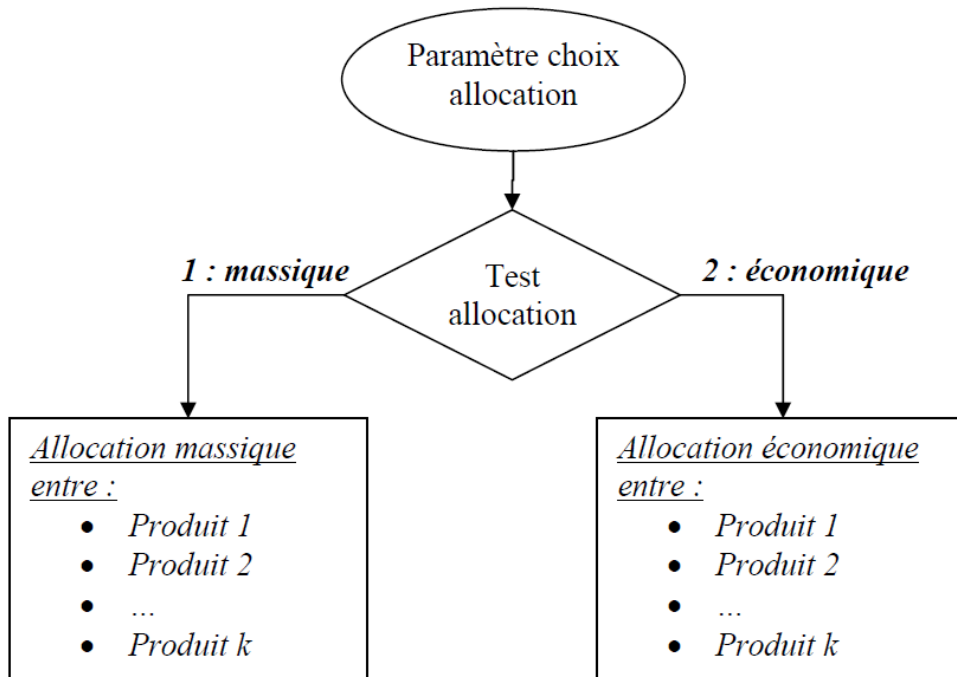 Paramètre choix
allocation
1 : massique
Test
allocation
2 : économique
Allocation massique
entre :
• Produit 1
• Produit 2
• ...
• Produit k
Allocation économique
entre :
• Produit 1
• Produit 2
• ...
• Produit k